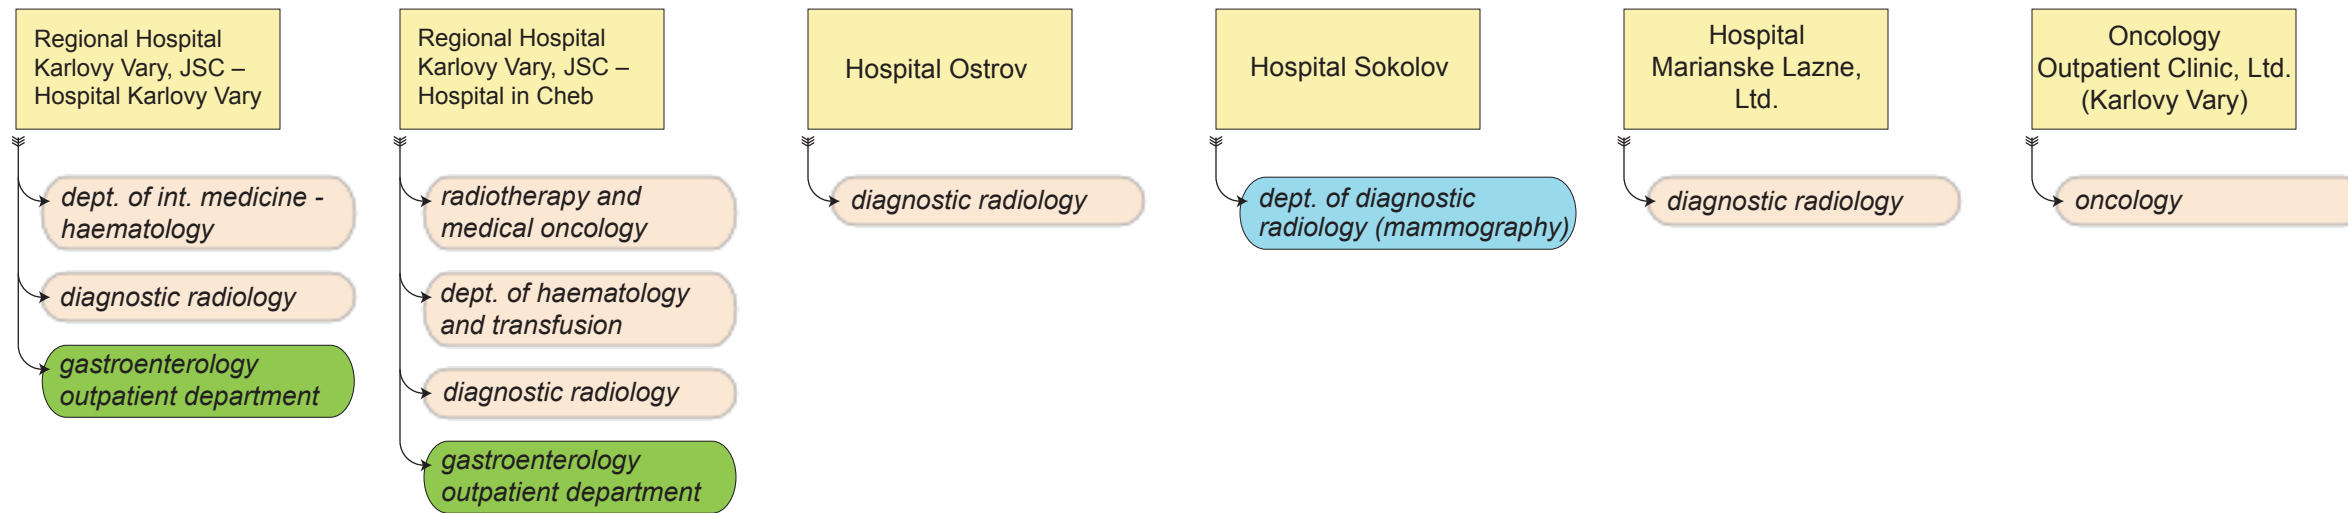 Regional Hospital
Karlovy Vary, JSC –
Hospital Karlovy Vary
dept. of int. medicine -
haematology
diagnostic radiology
gastroenterology
outpatient department
Regional Hospital
Karlovy Vary, JSC –
Hospital in Cheb
radiotherapy and
medical oncology
dept. of haematology
and transfusion
diagnostic radiology
gastroenterology
outpatient department
Hospital Ostrov
diagnostic radiology
Hospital Sokolov
dept. of diagnostic
radiology (mammography)
Hospital
Marianske Lazne,
Ltd.
diagnostic radiology
Oncology
Outpatient Clinic, Ltd.
(Karlovy Vary)
oncology